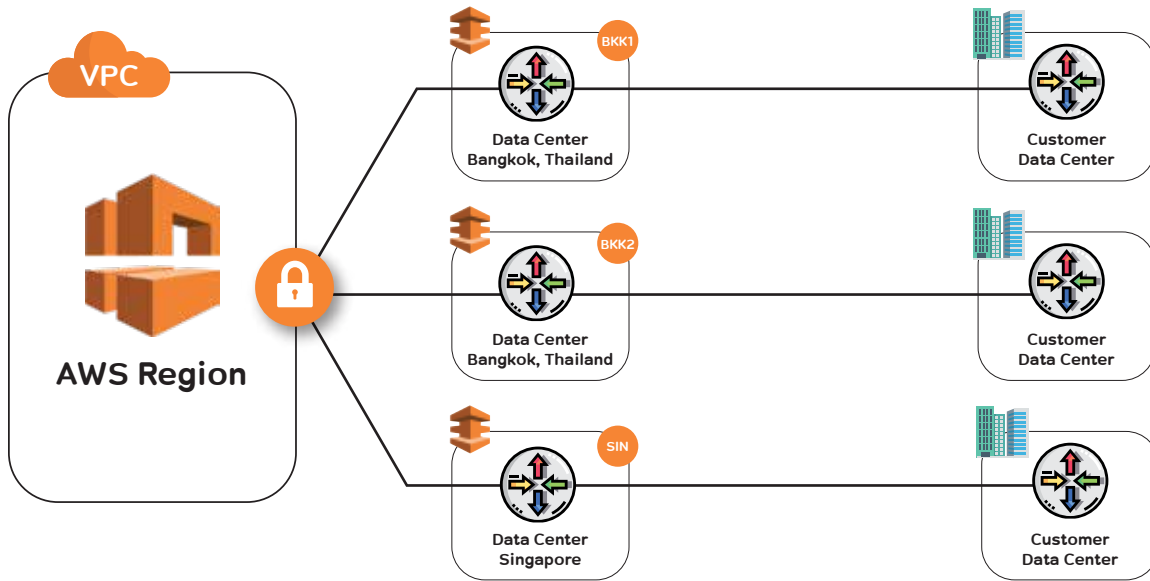 VPC
AWS Region
BKK1
Data Center
Bangkok, Thailand
Customer
Data Center
BKK2
Data Center
Bangkok, Thailand
Customer
Data Center
SIN
Data Center
Singapore
Customer
Data Center